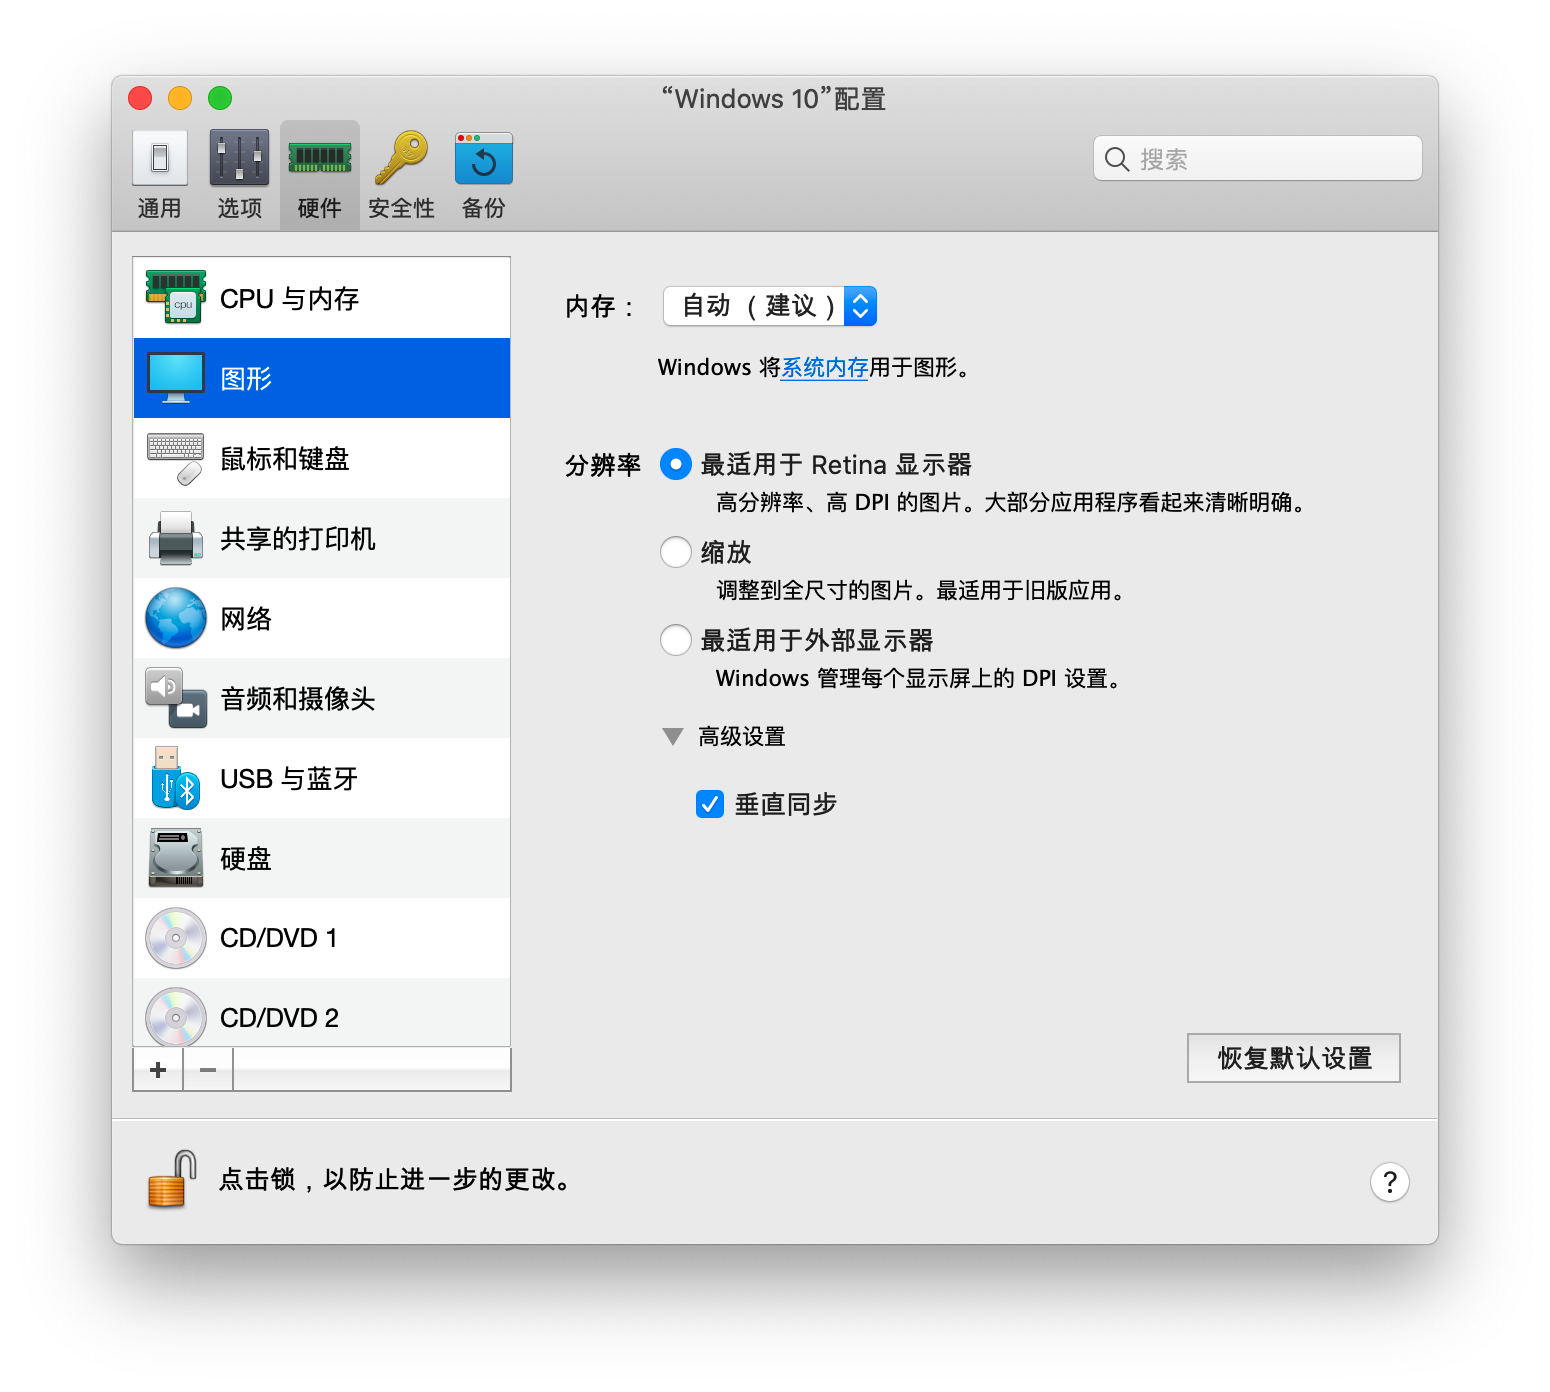 “Windows 10”配置
通用 选项 硬件 安全性 备份
搜索
CPU 与内存
cpu
图形
鼠标和键盘
共享的打印机
网络
音频和摄像头
USB 与蓝牙
硬盘
CD/DVD 1
CD/DVD 2
内存：
自动 （建议）
Windows 将系统内存用于图形。
分辨率
最适用于 Retina 显示器
高分辨率、高 DPI 的图片。大部分应用程序看起来清晰明确。
缩放
调整到全尺寸的图片。最适用于旧版应用。
最适用于外部显示器
Windows 管理每个显示屏上的 DPI 设置。
高级设置
垂直同步
恢复默认设置
点击锁，以防止进一步的更改。
?